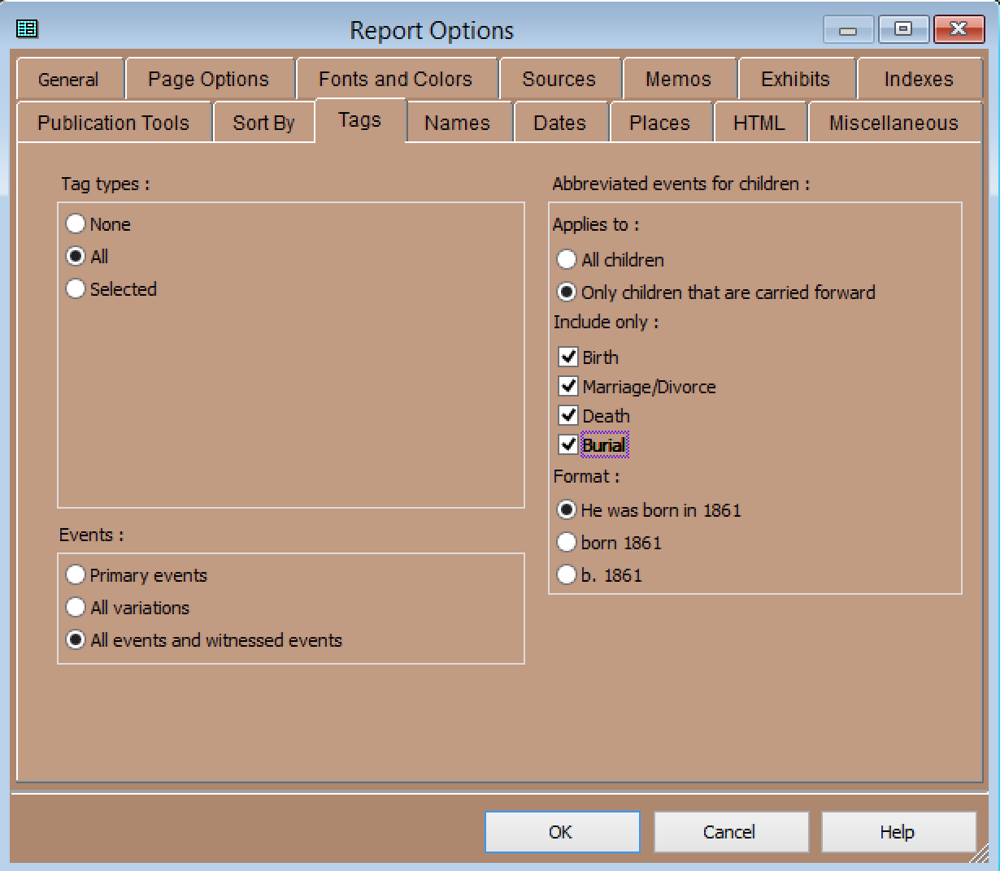 Report Options
General Page Options Fonts and Colors Sources Memos Exhibits Indexes
Publication Tools Sort By Tags Names Dates Places HTML Miscellaneous
Tag types :
None
All
Selected
Events :
Primary events
All variations
All events and witnessed events
Abbreviated events for children :
Applies to :
All children
Only children that are carried forward
Include only :
Birth
Marriage/Divorce
Death
Burial
Format :
He was born in 1861
born 1861
b. 1861
OK Cancel Help